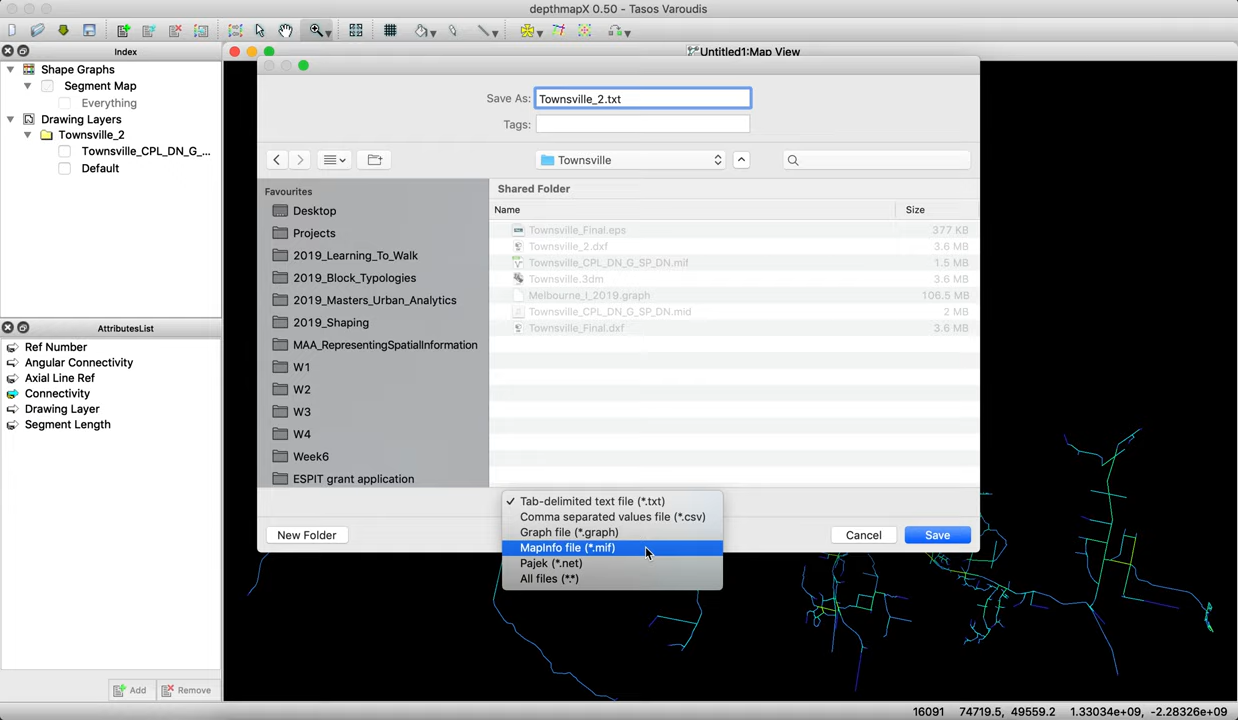 depthmapX 0.50 - Tasos Varoudis
Index
Untitled1:Map View
Shape Graphs
Segment Map
Everything
Drawing Layers
Townsville_2
Townsville_CPL_DN_G_...
Default
AttributesList
Ref Number
Angular Connectivity
Axial Line Ref
Connectivity
Drawing Layer
Segment Length
Add
Remove
Save As:
Townsville_2.txt
Tags:
Townsville
Favourites
Desktop
Projects
2019_Learning_To_Walk
2019_Block_Typologies
2019_Masters_Urban_Analytics
2019_Shaping
MAA_RepresentingSpatialInformation
W1
W2
W3
W4
Week6
ESPIT grant application
Shared Folder
Name Size
Townsville_Final.eps 377 KB
Townsville_2.dxf 3.6 MB
Townsville_CPL_DN_G_SP_DN.mif 1.5 MB
Townsville.3dm 3.6 MB
Melbourne_I_2019.graph 106.5 MB
Townsville_CPL_DN_G_SP_DN.mid 2 MB
Townsville_Final.dxf 3.6 MB
✓ Tab-delimited text file (*.txt)
Comma separated values file (*.csv)
Graph file (*.graph)
MapInfo file (*.mif)
Pajek (*.net)
All files (*.*)
New Folder
Cancel
Save
16091 74719.5, 49559.2 1.33034e+09, -2.28326e+09